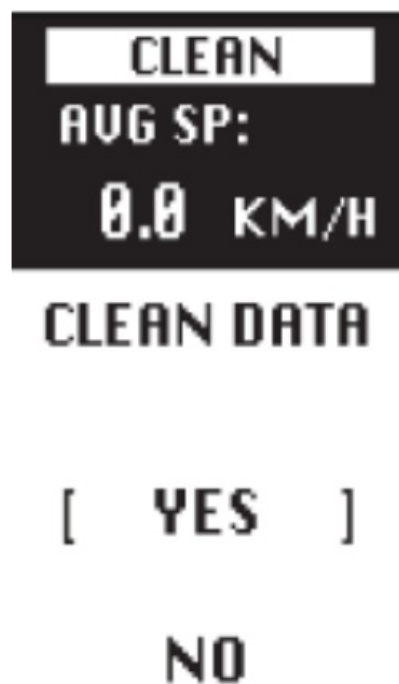 CLEAN
AVG SP:
0.0 KM/H
CLEAN DATA
[ YES ]
NO